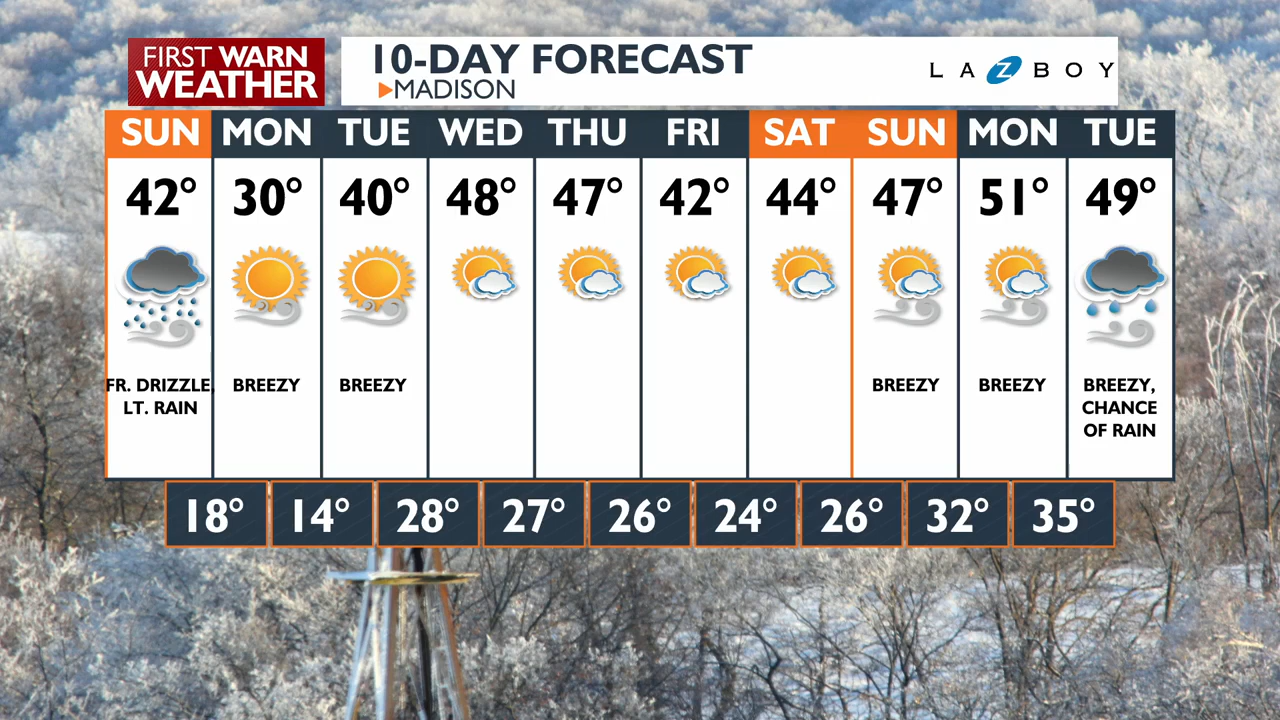 FIRST WARN
WEATHER
10-DAY FORECAST
MADISON
LA Z BOY
SUN MON TUE WED THU FRI SAT SUN MON TUE
42° 30° 40° 48° 47° 42° 44° 47° 51° 49°
FR. DRIZZLE, BREEZY BREEZY BREEZY BREEZY BREEZY,
LT. RAIN CHANCE
OF RAIN
18° 14° 28° 27° 26° 24° 26° 32° 35°